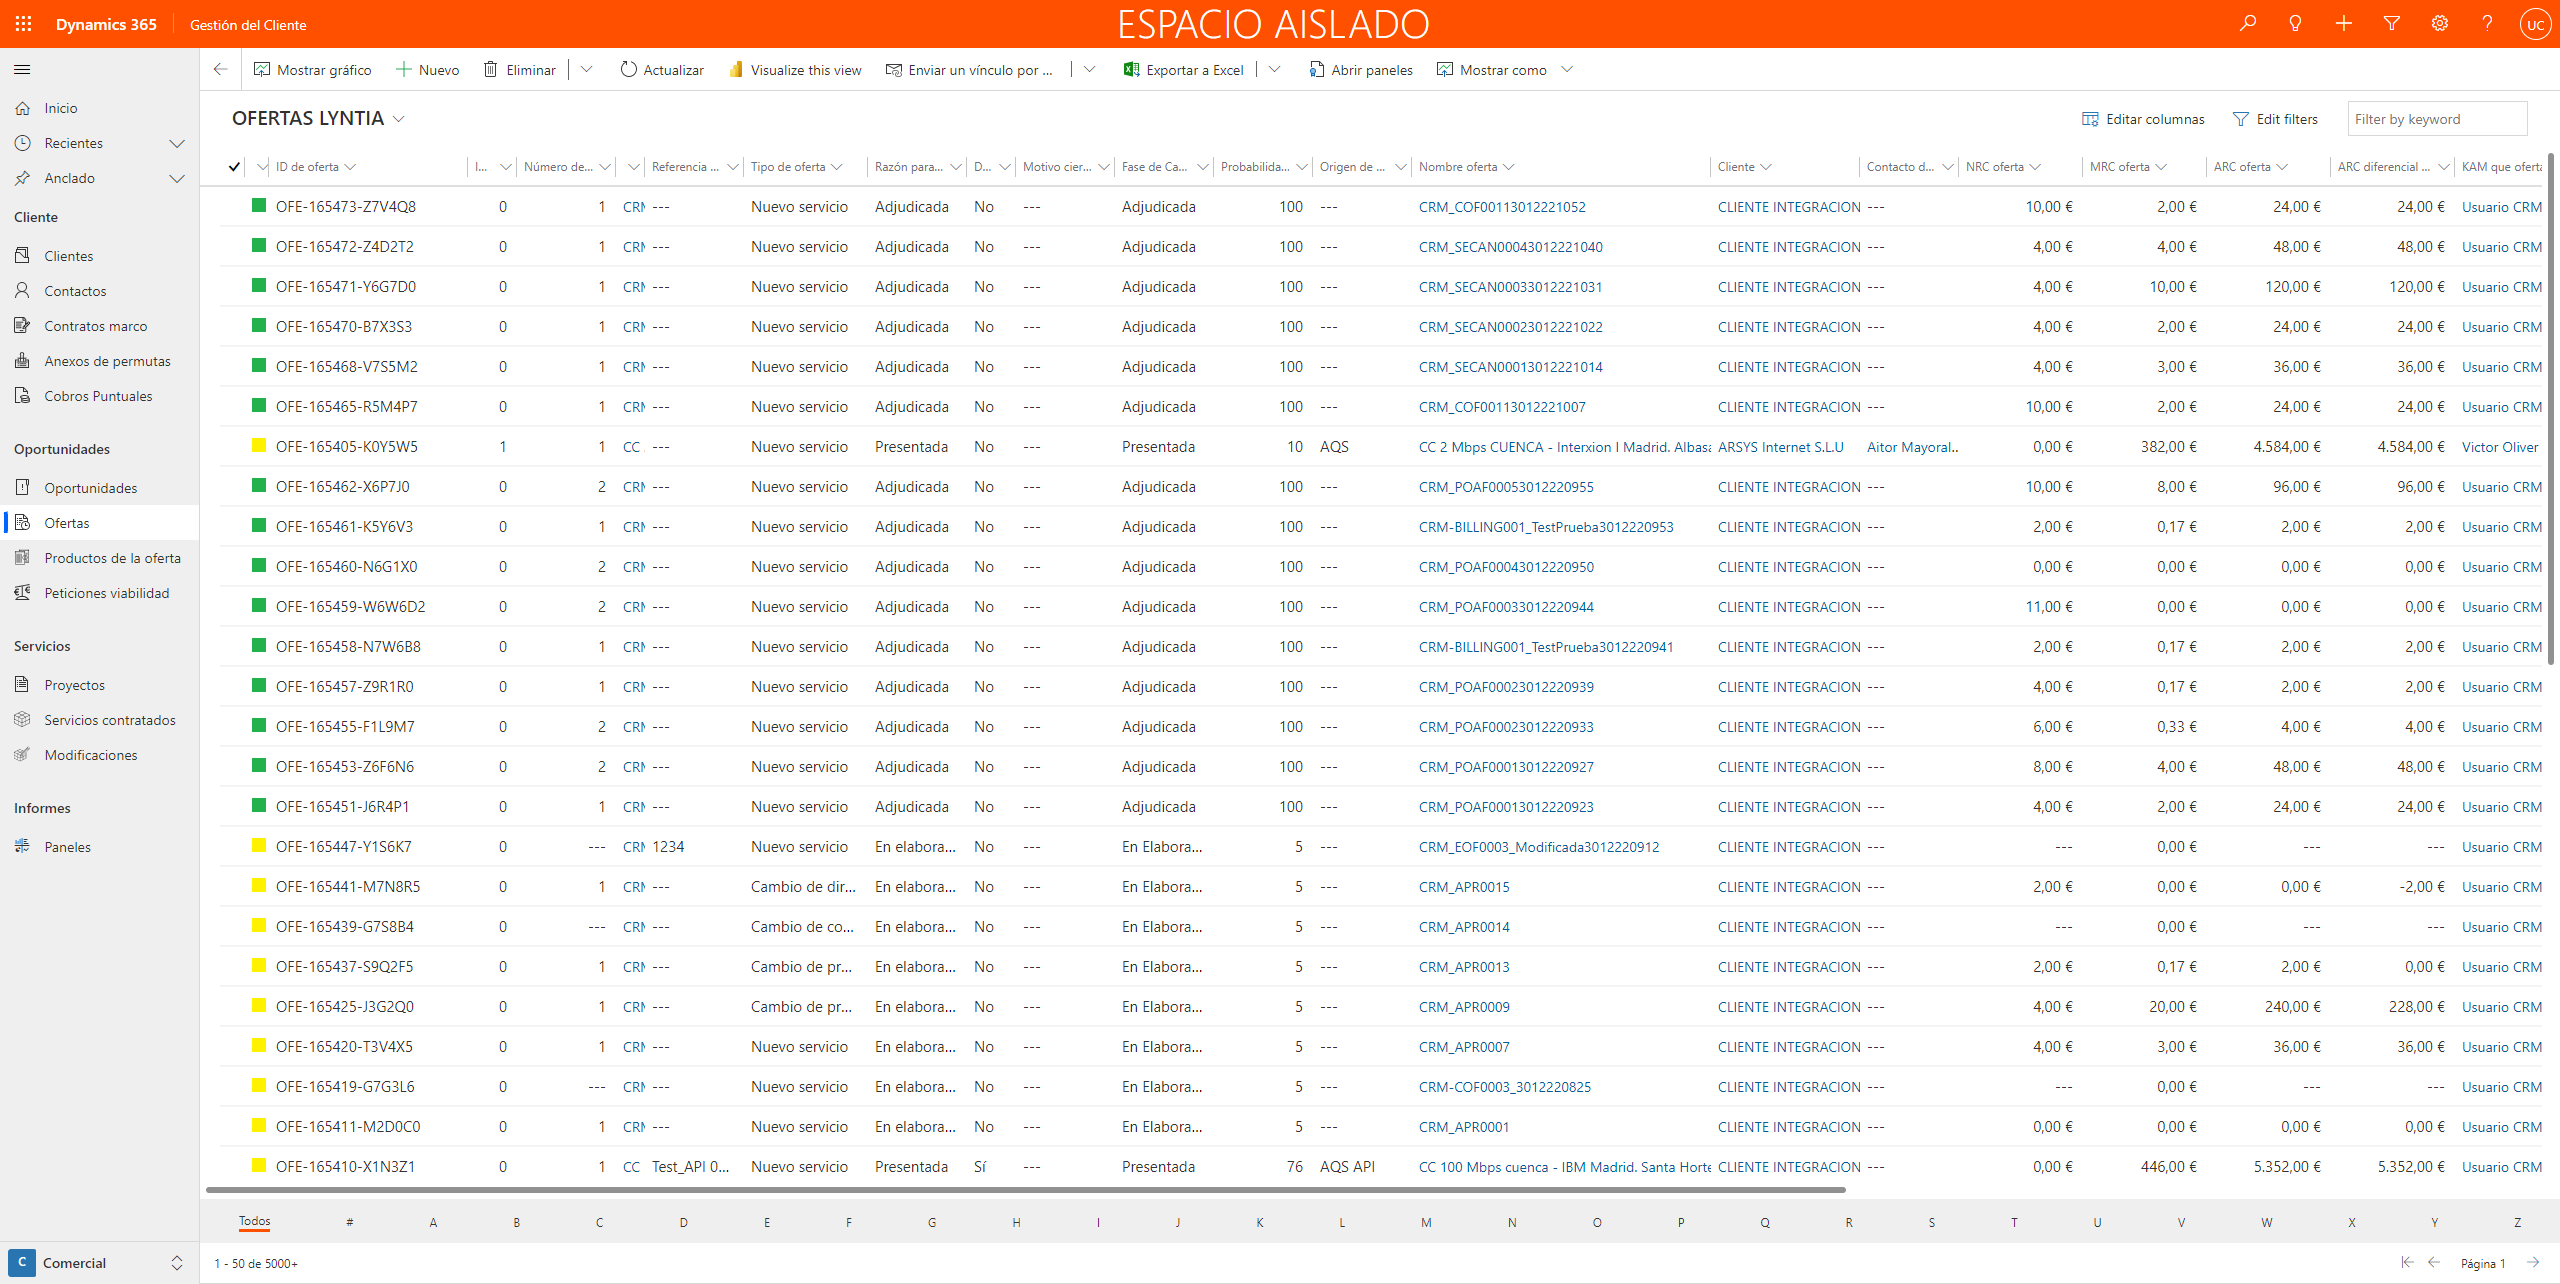 Dynamics 365 Gestión del Cliente ESPACIO AISLADO UC
Mostrar gráfico Nuevo Eliminar Actualizar Visualize this view Enviar un vínculo por ... Exportar a Excel Abrir paneles Mostrar como
Inicio
Recientes
Anclado
Cliente
Clientes
Contactos
Contratos marco
Anexos de permutas
Cobros Puntuales
Oportunidades
Oportunidades
Ofertas
Productos de la oferta
Peticiones viabilidad
Servicios
Proyectos
Servicios contratados
Modificaciones
Informes
Paneles
C Comercial
OFERTAS LYNTIA Editar columnas Edit filters Filter by keyword
ID de oferta I... Número de... Referencia ... Tipo de oferta Razón para... D... Motivo cier... Fase de Ca... Probabilida... Origen de ... Nombre oferta Cliente Contacto d... NRC oferta MRC oferta ARC oferta ARC diferencial ... KAM que oferta
OFE-165473-Z7V4Q8 0 1 CRM --- Nuevo servicio Adjudicada No --- Adjudicada 100 --- CRM_COF00113012221052 CLIENTE INTEGRACION --- 10,00 € 2,00 € 24,00 € 24,00 € Usuario CRM
OFE-165472-Z4D2T2 0 1 CRM --- Nuevo servicio Adjudicada No --- Adjudicada 100 --- CRM_SECAN00043012221040 CLIENTE INTEGRACION --- 4,00 € 4,00 € 48,00 € 48,00 € Usuario CRM
OFE-165471-Y6G7D0 0 1 CRM --- Nuevo servicio Adjudicada No --- Adjudicada 100 --- CRM_SECAN00033012221031 CLIENTE INTEGRACION --- 4,00 € 10,00 € 120,00 € 120,00 € Usuario CRM
OFE-165470-B7X3S3 0 1 CRM --- Nuevo servicio Adjudicada No --- Adjudicada 100 --- CRM_SECAN00023012221022 CLIENTE INTEGRACION --- 4,00 € 2,00 € 24,00 € 24,00 € Usuario CRM
OFE-165468-V7S5M2 0 1 CRM --- Nuevo servicio Adjudicada No --- Adjudicada 100 --- CRM_SECAN00013012221014 CLIENTE INTEGRACION --- 4,00 € 3,00 € 36,00 € 36,00 € Usuario CRM
OFE-165465-R5M4P7 0 1 CRM --- Nuevo servicio Adjudicada No --- Adjudicada 100 --- CRM_COF00113012221007 CLIENTE INTEGRACION --- 10,00 € 2,00 € 24,00 € 24,00 € Usuario CRM
OFE-165405-K0Y5W5 1 1 CC --- Nuevo servicio Presentada No --- Presentada 10 AQS CC 2 Mbps CUENCA - Interxion I Madrid. Albasa ARSYS Internet S.L.U Aitor Mayoral.. 0,00 € 382,00 € 4.584,00 € 4.584,00 € Victor Oliver
OFE-165462-X6P7J0 0 2 CRM --- Nuevo servicio Adjudicada No --- Adjudicada 100 --- CRM_POAF00053012220955 CLIENTE INTEGRACION --- 10,00 € 8,00 € 96,00 € 96,00 € Usuario CRM
OFE-165461-K5Y6V3 0 1 CRM --- Nuevo servicio Adjudicada No --- Adjudicada 100 --- CRM-BILLING001_TestPrueba3012220953 CLIENTE INTEGRACION --- 2,00 € 0,17 € 2,00 € 2,00 € Usuario CRM
OFE-165460-N6G1X0 0 2 CRM --- Nuevo servicio Adjudicada No --- Adjudicada 100 --- CRM_POAF00043012220950 CLIENTE INTEGRACION --- 0,00 € 0,00 € 0,00 € 0,00 € Usuario CRM
OFE-165459-W6W6D2 0 2 CRM --- Nuevo servicio Adjudicada No --- Adjudicada 100 --- CRM_POAF00033012220944 CLIENTE INTEGRACION --- 11,00 € 0,00 € 0,00 € 0,00 € Usuario CRM
OFE-165458-N7W6B8 0 1 CRM --- Nuevo servicio Adjudicada No --- Adjudicada 100 --- CRM-BILLING001_TestPrueba3012220941 CLIENTE INTEGRACION --- 2,00 € 0,17 € 2,00 € 2,00 € Usuario CRM
OFE-165457-Z9R1R0 0 1 CRM --- Nuevo servicio Adjudicada No --- Adjudicada 100 --- CRM_POAF00023012220939 CLIENTE INTEGRACION --- 4,00 € 0,17 € 2,00 € 2,00 € Usuario CRM
OFE-165455-F1L9M7 0 2 CRM --- Nuevo servicio Adjudicada No --- Adjudicada 100 --- CRM_POAF00023012220933 CLIENTE INTEGRACION --- 6,00 € 0,33 € 4,00 € 4,00 € Usuario CRM
OFE-165453-Z6F6N6 0 2 CRM --- Nuevo servicio Adjudicada No --- Adjudicada 100 --- CRM_POAF00013012220927 CLIENTE INTEGRACION --- 8,00 € 4,00 € 48,00 € 48,00 € Usuario CRM
OFE-165451-J6R4P1 0 1 CRM --- Nuevo servicio Adjudicada No --- Adjudicada 100 --- CRM_POAF00013012220923 CLIENTE INTEGRACION --- 4,00 € 2,00 € 24,00 € 24,00 € Usuario CRM
OFE-165447-Y1S6K7 0 --- CRM 1234 Nuevo servicio En elabora... No --- En Elabora... 5 --- CRM_EOF0003_Modificada3012220912 CLIENTE INTEGRACION --- --- 0,00 € --- --- Usuario CRM
OFE-165441-M7N8R5 0 1 CRM --- Cambio de dir... En elabora... No --- En Elabora... 5 --- CRM_APR0015 CLIENTE INTEGRACION --- 2,00 € 0,00 € 0,00 € -2,00 € Usuario CRM
OFE-165439-G7S8B4 0 --- CRM --- Cambio de co... En elabora... No --- En Elabora... 5 --- CRM_APR0014 CLIENTE INTEGRACION --- --- 0,00 € --- --- Usuario CRM
OFE-165437-S9Q2F5 0 1 CRM --- Cambio de pr... En elabora... No --- En Elabora... 5 --- CRM_APR0013 CLIENTE INTEGRACION --- 2,00 € 0,17 € 2,00 € 0,00 € Usuario CRM
OFE-165425-J3G2Q0 0 1 CRM --- Cambio de pr... En elabora... No --- En Elabora... 5 --- CRM_APR0009 CLIENTE INTEGRACION --- 4,00 € 20,00 € 240,00 € 228,00 € Usuario CRM
OFE-165420-T3V4X5 0 1 CRM --- Nuevo servicio En elabora... No --- En Elabora... 5 --- CRM_APR0007 CLIENTE INTEGRACION --- 4,00 € 3,00 € 36,00 € 36,00 € Usuario CRM
OFE-165419-G7G3L6 0 --- CRM --- Nuevo servicio En elabora... No --- En Elabora... 5 --- CRM-COF0003_3012220825 CLIENTE INTEGRACION --- --- 0,00 € --- --- Usuario CRM
OFE-165411-M2D0C0 0 1 CRM --- Nuevo servicio En elabora... No --- En Elabora... 5 --- CRM_APR0001 CLIENTE INTEGRACION --- 0,00 € 0,00 € 0,00 € 0,00 € Usuario CRM
OFE-165410-X1N3Z1 0 1 CC Test_API 0... Nuevo servicio Presentada Sí --- Presentada 76 AQS API CC 100 Mbps cuenca - IBM Madrid. Santa Horte CLIENTE INTEGRACION --- 0,00 € 446,00 € 5.352,00 € 5.352,00 € Usuario CRM
Todos # A B C D E F G H I J K L M N O P Q R S T U V W X Y Z
1 - 50 de 5000+ Página 1